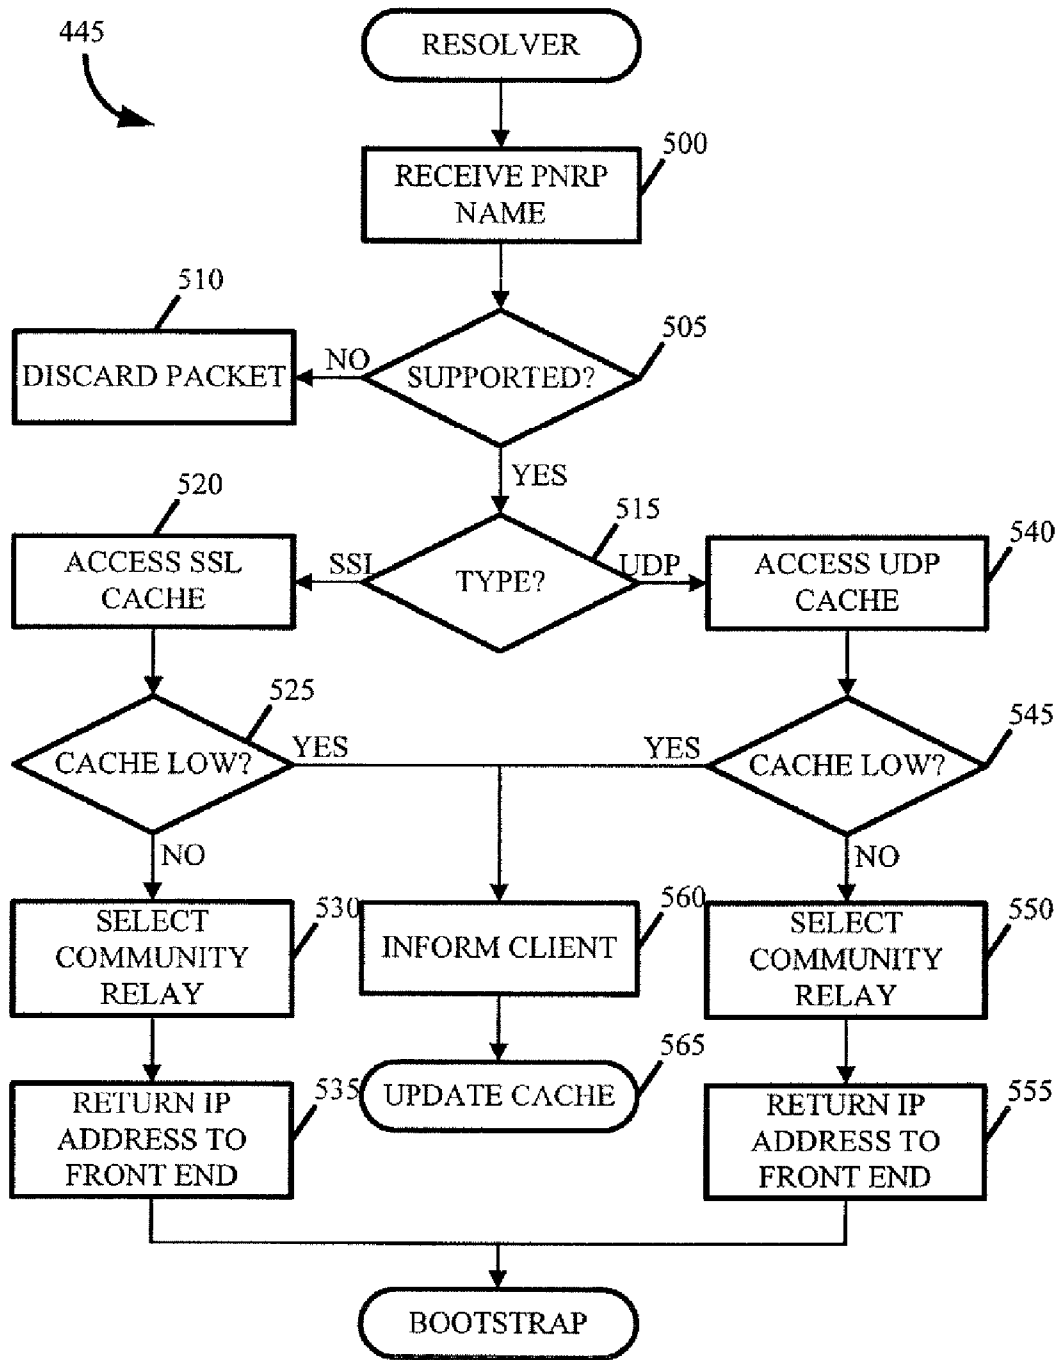 445
RESOLVER
500
RECEIVE PNRP
NAME
510
505
DISCARD PACKET
NO
SUPPORTED?
YES
520
515
540
ACCESS SSL
CACHE
SSL
TYPE?
UDP
ACCESS UDP
CACHE
525
545
CACHE LOW?
YES
YES
CACHE LOW?
NO
NO
530
560
550
SELECT
COMMUNITY
RELAY
INFORM CLIENT
SELECT
COMMUNITY
RELAY
535
565
555
RETURN IP
ADDRESS TO
FRONT END
UPDATE CACHE
RETURN IP
ADDRESS TO
FRONT END
BOOTSTRAP